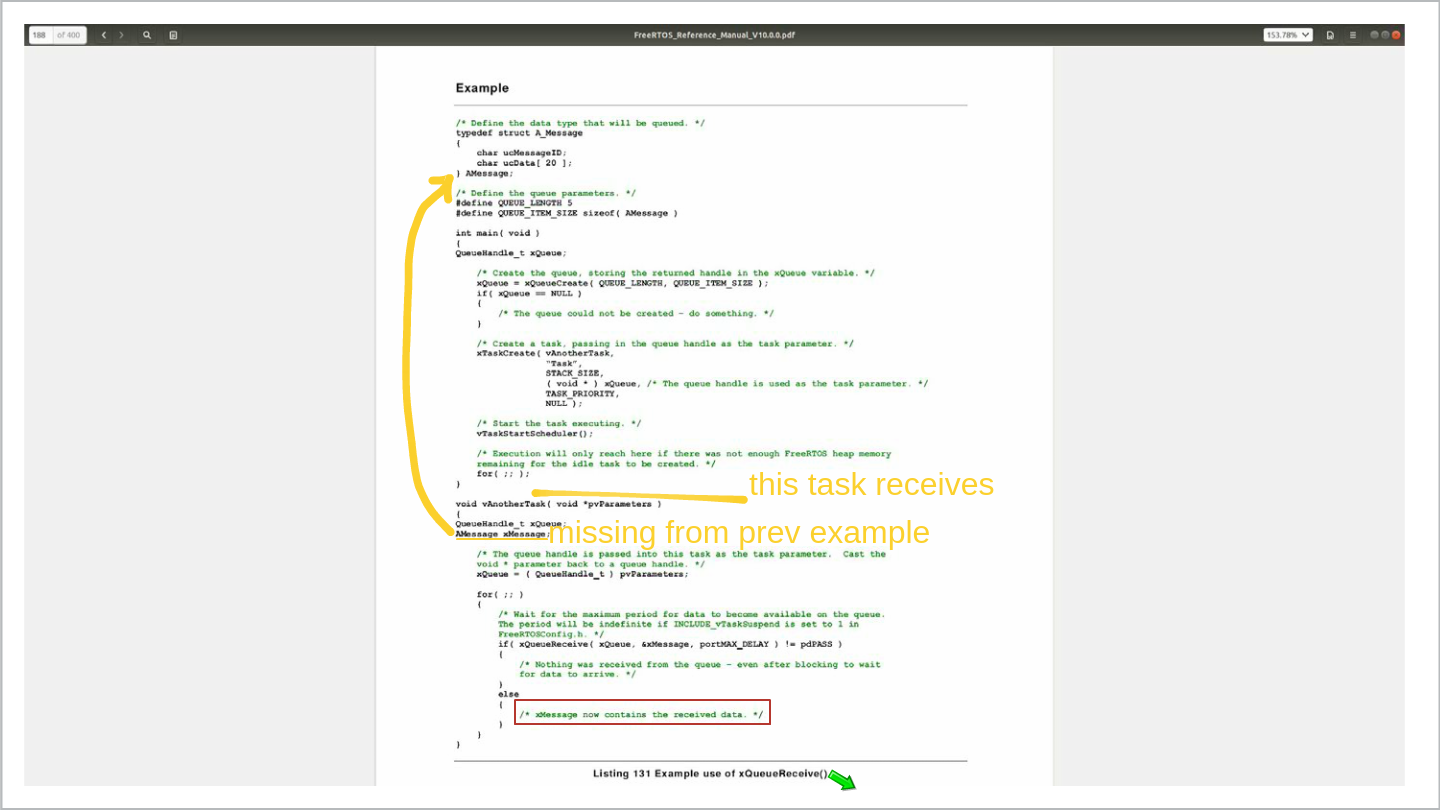 188 of 400
FreeRTOS_Reference_Manual_V10.0.0.pdf
153.78%
Example
/* Define the data type that will be queued. */
typedef struct A_Message
{
char ucMessageID;
char ucData[ 20 ];
} AMessage;
/* Define the queue parameters. */
#define QUEUE_LENGTH 5
#define QUEUE_ITEM_SIZE sizeof( AMessage )
int main( void )
{
QueueHandle_t xQueue;
/* Create the queue, storing the returned handle in the xQueue variable. */
xQueue = xQueueCreate( QUEUE_LENGTH, QUEUE_ITEM_SIZE );
if( xQueue == NULL )
{
/* The queue could not be created – do something. */
}
/* Create a task, passing in the queue handle as the task parameter. */
xTaskCreate( vAnotherTask,
"Task",
STACK_SIZE,
( void * ) xQueue, /* The queue handle is used as the task parameter. */
TASK_PRIORITY,
NULL );
/* Start the task executing. */
vTaskStartScheduler();
/* Execution will only reach here if there was not enough FreeRTOS heap memory
remaining for the idle task to be created. */
for( ;; );
}
this task receives
void vAnotherTask( void *pvParameters )
{
QueueHandle_t xQueue;
AMessage xMessage;
missing from prev example
/* The queue handle is passed into this task as the task parameter.  Cast the
void * parameter back to a queue handle. */
xQueue = ( QueueHandle_t ) pvParameters;
for( ;; )
{
/* Wait for the maximum period for data to become available on the queue.
The period will be indefinite if INCLUDE_vTaskSuspend is set to 1 in
FreeRTOSConfig.h. */
if( xQueueReceive( xQueue, &xMessage, portMAX_DELAY ) != pdPASS )
{
/* Nothing was received from the queue – even after blocking to wait
for data to arrive. */
}
else
{
/* xMessage now contains the received data. */
}
}
}
Listing 131 Example use of xQueueReceive()